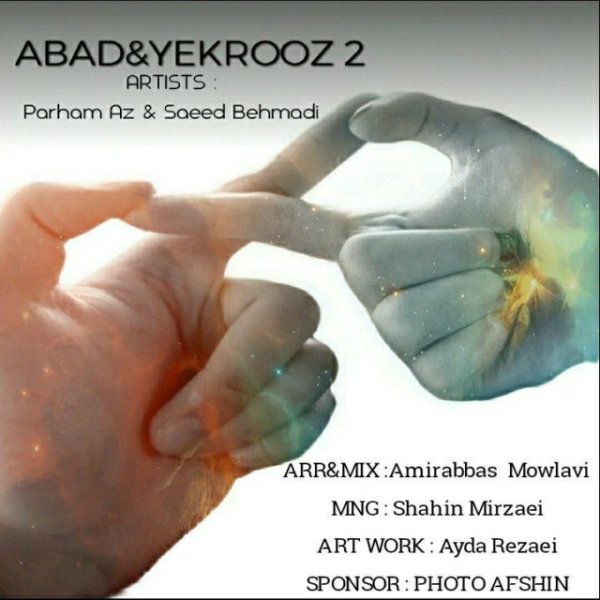 ABAD&YEKROOZ 2
ARTISTS :
Parham Az & Saeed Behmadi
ARR&MIX :Amirabbas Mowlavi
MNG : Shahin Mirzaei
ART WORK : Ayda Rezaei
SPONSOR : PHOTO AFSHIN